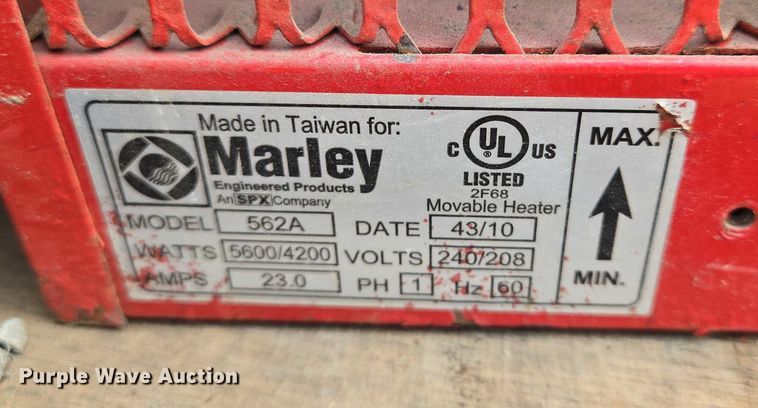 Made in Taiwan for:
Marley
Engineered Products
An SPX Company
C UL US
LISTED
2F68
Movable Heater
MAX.
MIN.
MODEL 562A DATE 43/10
WATTS 5600/4200 VOLTS 240/208
AMPS 23.0 PH 1 Hz 60
Purple Wave Auction